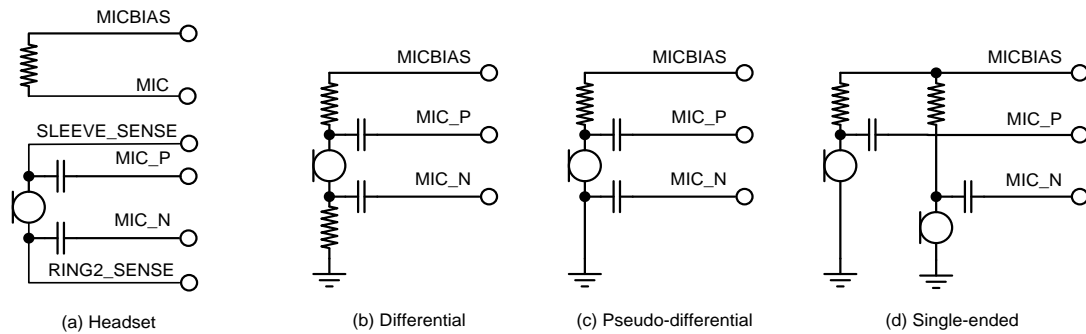 MICBIAS
MIC
SLEEVE_SENSE
MIC_P
MIC_N
RING2_SENSE
(a) Headset
MICBIAS
MIC_P
MIC_N
(b) Differential
MICBIAS
MIC_P
MIC_N
(c) Pseudo-differential
MICBIAS
MIC_P
MIC_N
(d) Single-ended